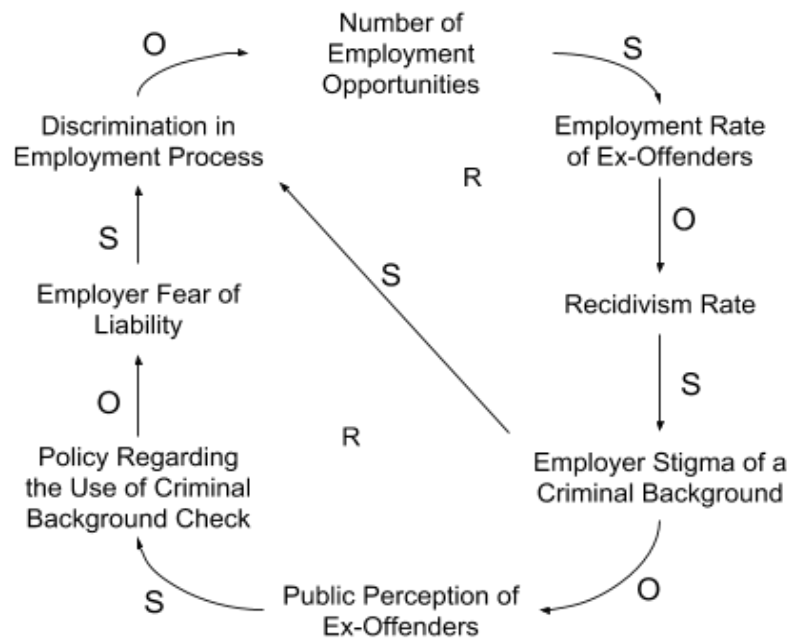 Number of
Employment
Opportunities
O
S
Discrimination in
Employment Process
Employment Rate
of Ex-Offenders
R
S
O
S
Employer Fear of
Liability
Recidivism Rate
O
S
R
Policy Regarding
the Use of Criminal
Background Check
Employer Stigma of a
Criminal Background
S
O
Public Perception of
Ex-Offenders